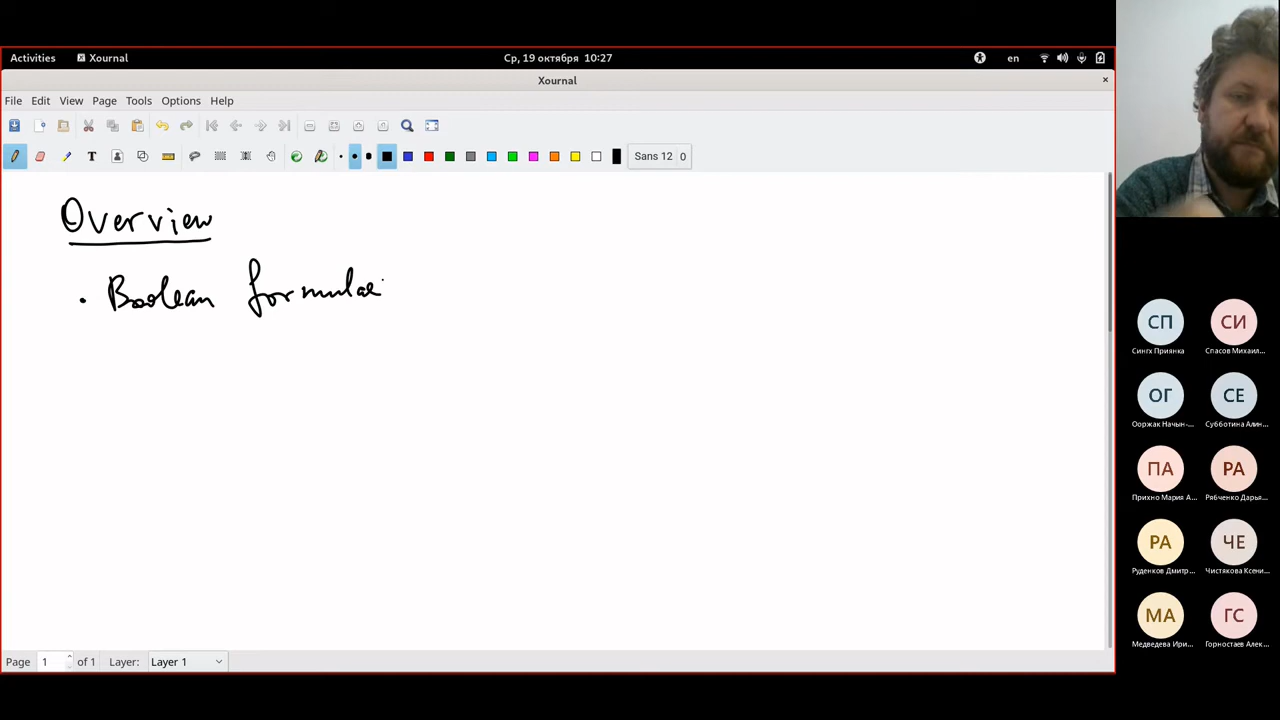 Activities Xournal Ср, 19 октября 10:27 en
Xournal
File Edit View Page Tools Options Help
T Sans 12 0
Overview
• Boolean formulae
Page 1 of 1 Layer: Layer 1
СП СИ
Сингх Приянка Спасов Михаил...
ОГ СЕ
Ооржак Начын-... Субботина Алин...
ПА РА
Прихно Мария А... Рябченко Дарья...
РА ЧЕ
Руденков Дмитр... Чистякова Ксени...
МА ГС
Медведева Ири... Горностаев Алек...